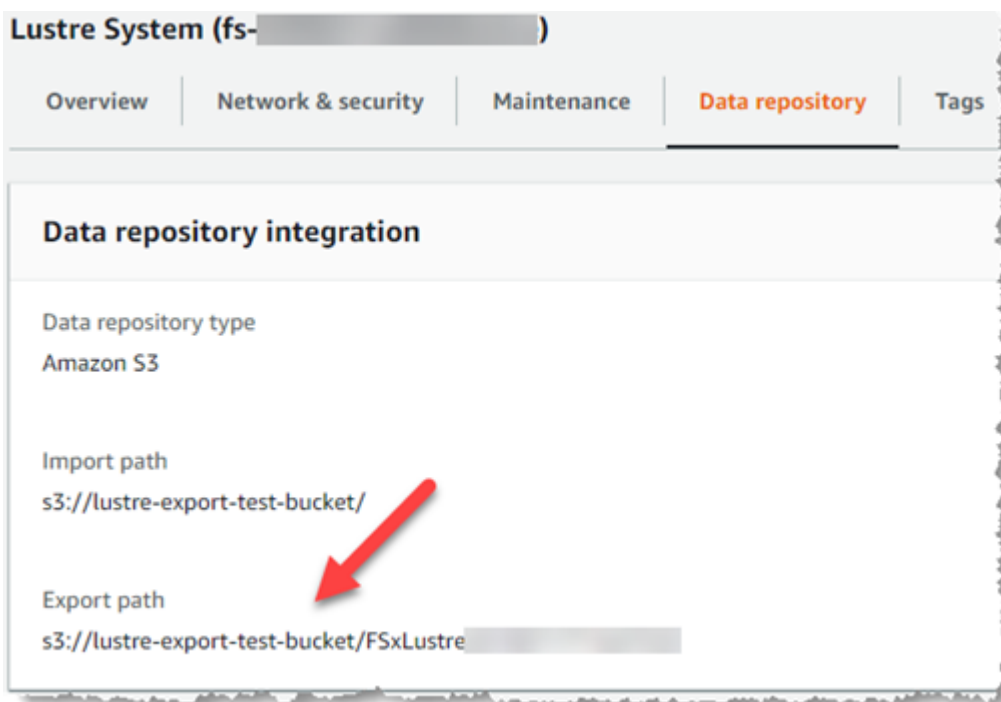 Lustre System (fs- )
Overview
Network & security
Maintenance
Data repository
Tags
Data repository integration
Data repository type
Amazon S3
Import path
s3://lustre-export-test-bucket/
Export path
s3://lustre-export-test-bucket/FSxLustre